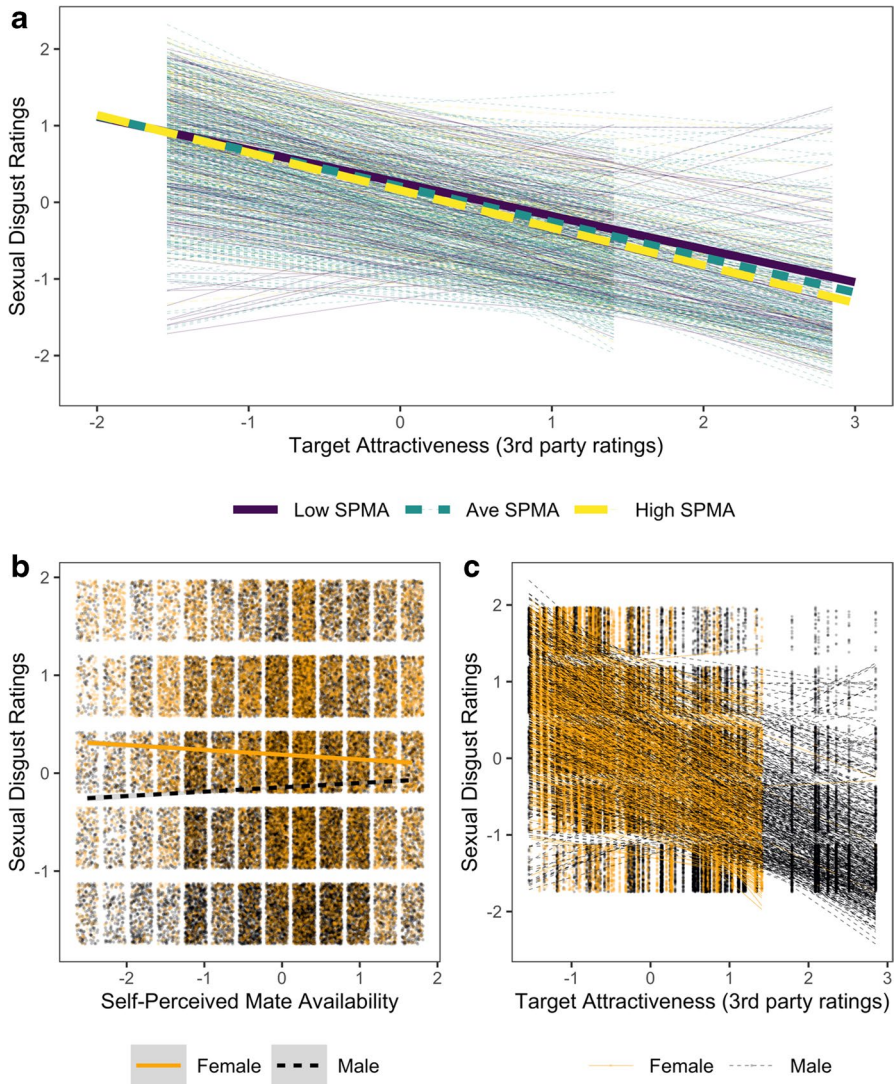 a
Sexual Disgust Ratings
2
1
0
-1
-2
-2 -1 0 1 2 3
Target Attractiveness (3rd party ratings)
Low SPMA Ave SPMA High SPMA
b
Sexual Disgust Ratings
2
1
0
-1
-2 -1 0 1 2
Self-Perceived Mate Availability
Female Male
c
Sexual Disgust Ratings
2
1
0
-1
-2
-1 0 1 2 3
Target Attractiveness (3rd party ratings)
Female Male